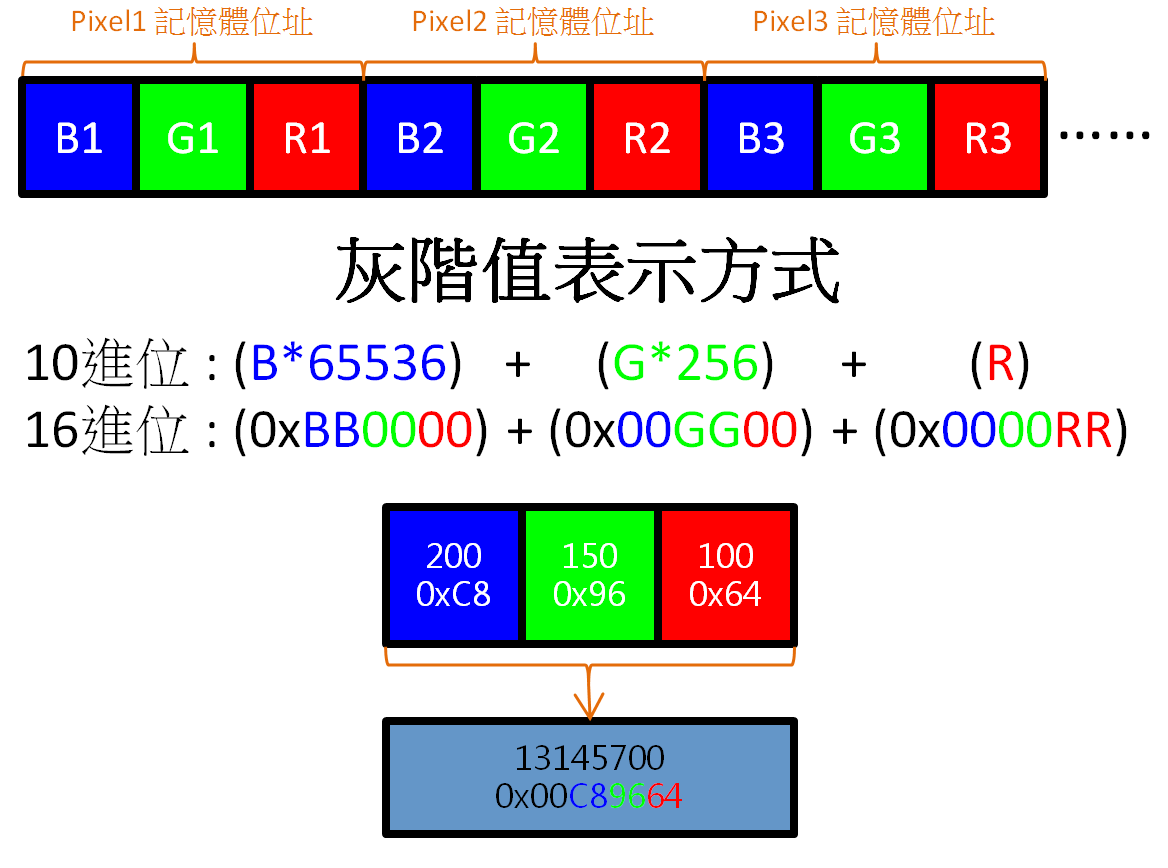 Pixel1 記憶體位址 Pixel2 記憶體位址 Pixel3 記憶體位址
B1 G1 R1 B2 G2 R2 B3 G3 R3 ……
灰階值表示方式
10進位 : (B*65536) + (G*256) + (R)
16進位 : (0xBB0000) + (0x00GG00) + (0x0000RR)
200 150 100
0xC8 0x96 0x64
13145700
0x00C89664